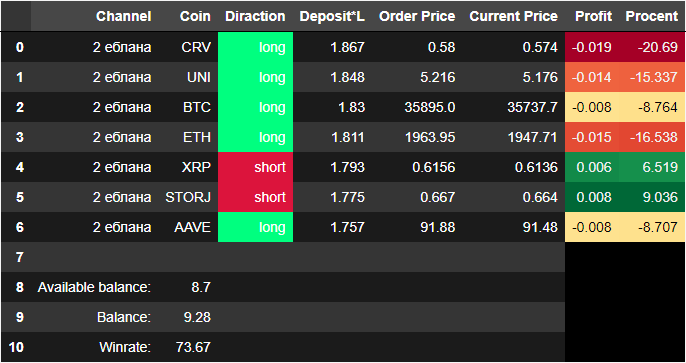 Channel Coin Diraction Deposit*L Order Price Current Price Profit Procent
0 2 еблана CRV long 1.867 0.58 0.574 -0.019 -20.69
1 2 еблана UNI long 1.848 5.216 5.176 -0.014 -15.337
2 2 еблана BTC long 1.83 35895.0 35737.7 -0.008 -8.764
3 2 еблана ETH long 1.811 1963.95 1947.71 -0.015 -16.538
4 2 еблана XRP short 1.793 0.6156 0.6136 0.006 6.519
5 2 еблана STORJ short 1.775 0.667 0.664 0.008 9.036
6 2 еблана AAVE long 1.757 91.88 91.48 -0.008 -8.707
7
8 Available balance: 8.7
9 Balance: 9.28
10 Winrate: 73.67